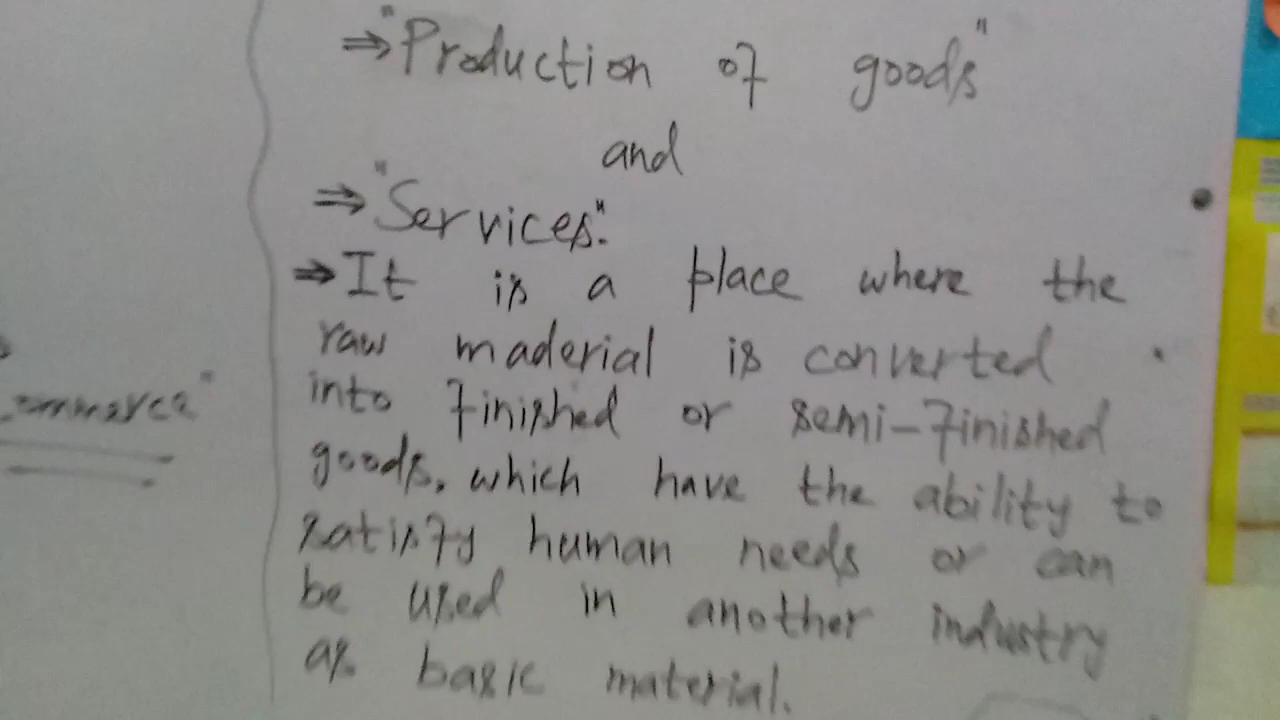 ⇒"Production of goods"
and
⇒"Services".
⇒It is a place where the
raw maderial is converted
into finished or semi-finished
goods, which have the ability to
satisfy human needs or can
be used in another industry
as basic material.